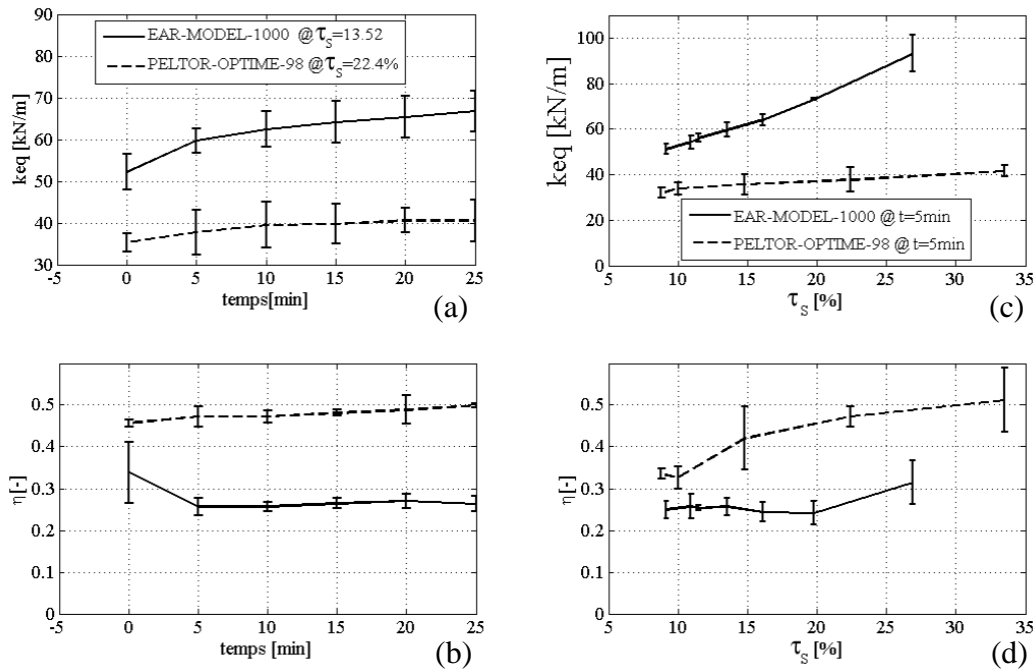 90
80
70
60
50
40
30
keq [kN/m]
EAR-MODEL-1000 @ τS=13.52
PELTOR-OPTIME-98 @τS=22.4%
-5 0 5 10 15 20 25
temps[min]
(a)
100
80
60
40
20
0
keq [kN/m]
EAR-MODEL-1000 @ t=5min
PELTOR-OPTIME-98 @ t=5min
5 10 15 20 25 30 35
τS [%]
(c)
0.5
0.4
0.3
0.2
0.1
0
η[-]
-5 0 5 10 15 20 25
temps [min]
(b)
0.5
0.4
0.3
0.2
0.1
0
η[-]
5 10 15 20 25 30 35
τS [%]
(d)